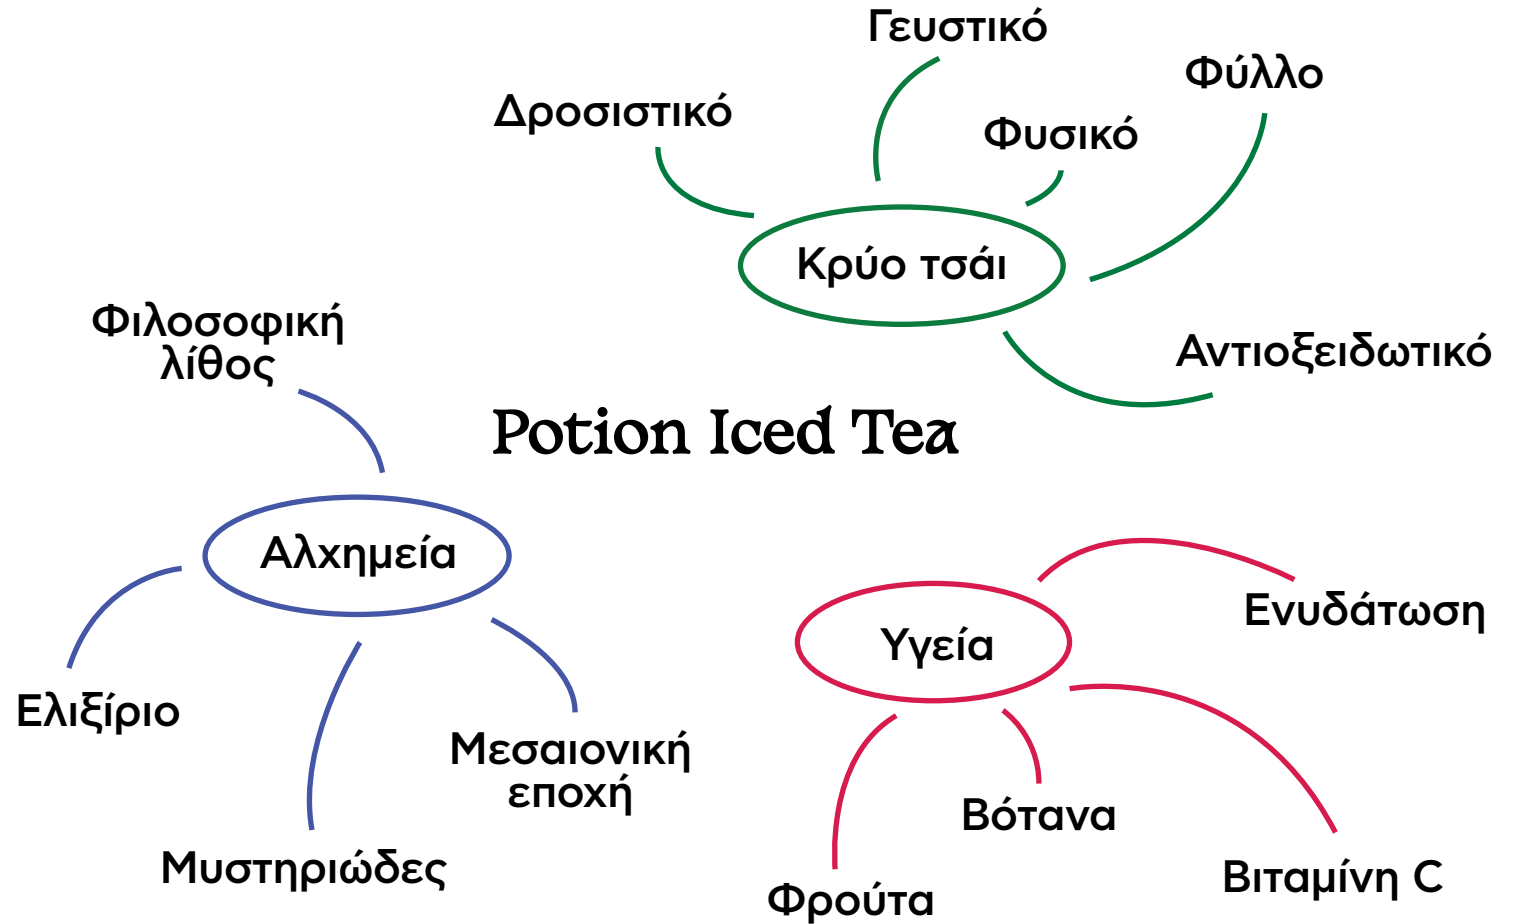 Γευστικό
Φύλλο
Δροσιστικό
Φυσικό
Κρύο τσάι
Φιλοσοφική
λίθος
Αντιοξειδωτικό
Potion Iced Tea
Αλχημεία
Ενυδάτωση
Υγεία
Ελιξίριο
Μεσαιονική
εποχή
Βότανα
Μυστηριώδες
Βιταμίνη C
Φρούτα